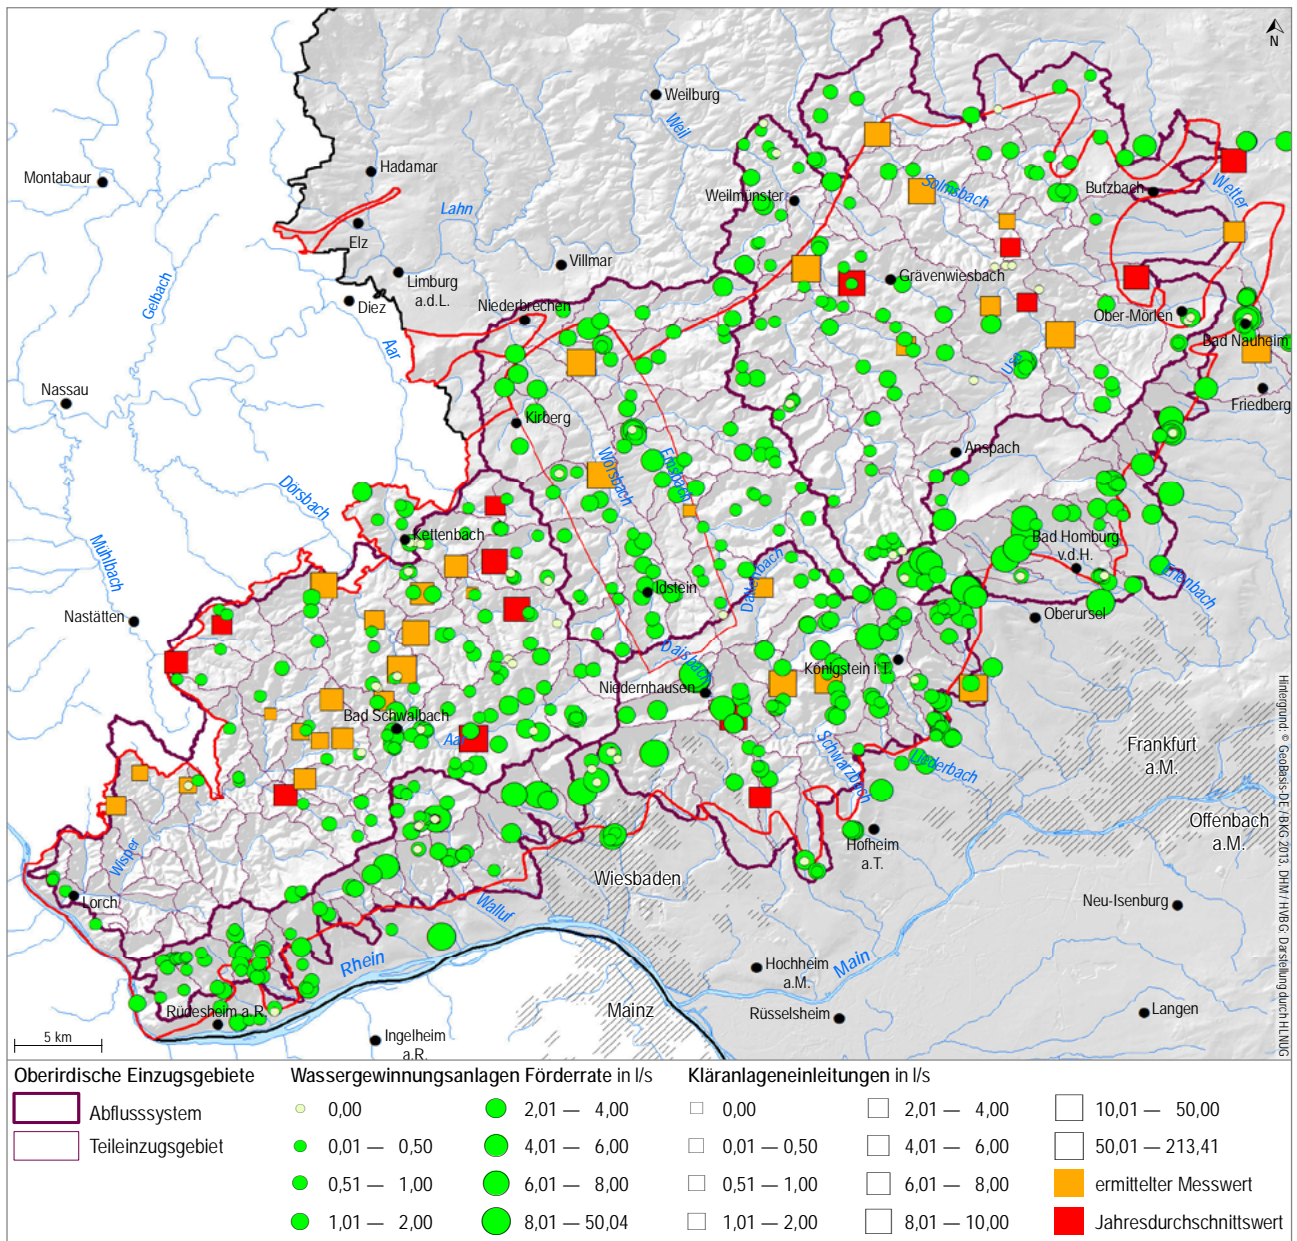 N
Weilburg
Weil
Hadamar
Montabaur
Lahn
Weilmünster
Solmsbach
Butzbach
Wetter
Elz
Villmar
Limburg
a.d.L.
Grävenwiesbach
Gelbach
Diez
Niederbrechen
Ober-Mörlen
Bad Nauheim
Aar
Usa
Nassau
Friedberg
Kirberg
Anspach
Wörsbach
Emsbach
Dörsbach
Kettenbach
Bad Homburg
v.d.H.
Mühlbach
Idstein
Dattenbach
Erlenbach
Nastätten
Oberursel
Daisbach
Königstein i.T.
Niedernhausen
Bad Schwalbach
Aar
Schwarzbach
Liederbach
Frankfurt
a.M.
Offenbach
a.M.
Wisper
Hofheim
a.T.
Wiesbaden
Lorch
Walluf
Neu-Isenburg
Rhein
Hochheim
a.M.
Main
Rüdesheim a.R.
Mainz
Rüsselsheim
Langen
Ingelheim
a.R.
5 km
Hintergrund: © GeoBasis-DE / BKG 2013, DHM / HVBG: Darstellung durch HLNUG
Oberirdische Einzugsgebiete
Abflusssystem
Teileinzugsgebiet
Wassergewinnungsanlagen Förderrate in l/s
0,00
0,01 — 0,50
0,51 — 1,00
1,01 — 2,00
2,01 — 4,00
4,01 — 6,00
6,01 — 8,00
8,01 — 50,04
Kläranlageneinleitungen in l/s
0,00
0,01 — 0,50
0,51 — 1,00
1,01 — 2,00
2,01 — 4,00
4,01 — 6,00
6,01 — 8,00
8,01 — 10,00
10,01 — 50,00
50,01 — 213,41
ermittelter Messwert
Jahresdurchschnittswert